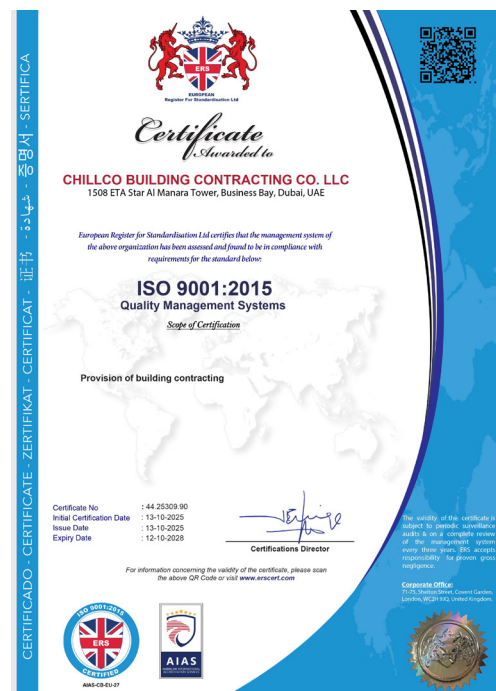 CERTIFICADO - CERTIFICATE - ZERTIFIKAT - CERTIFICAT - 证书 - شهادة - 증명서 - SERTIFICA
ERS
EUROPEAN
Register For Standardisation Ltd
Certificate
Awarded to
CHILLCO BUILDING CONTRACTING CO. LLC
1508 ETA Star Al Manara Tower, Business Bay, Dubai, UAE
European Register for Standardisation Ltd certifies that the management system of
the above organization has been assessed and found to be in compliance with
requirements for the standard below:
ISO 9001:2015
Quality Management Systems
Scope of Certification
Provision of building contracting
Certificate No : 44.25309.90
Initial Certification Date : 13-10-2025
Issue Date : 13-10-2025
Expiry Date : 12-10-2028
Certifications Director
For information concerning the validity of the certificate, please scan
the above QR Code or visit www.erscert.com
The validity of the certificate is
subject to periodic surveillance
audits & on a complete review
of the management system
every three years. ERS accepts
responsibility for proven gross
negligence.
Corporate Office:
71-75, Shelton Street, Covent Garden,
London, WC2H 9JQ, United Kingdom.
ISO 9001:2015
ERS
CERTIFIED
AIAS-CB-EU-27
AIAS